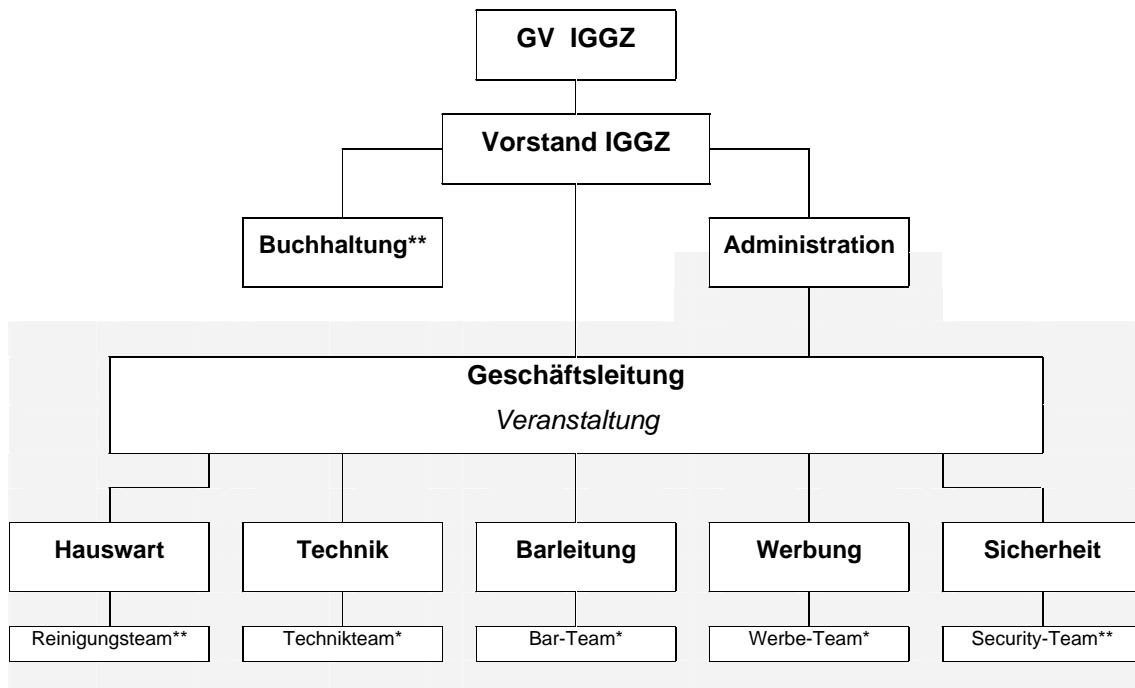 GV IGGZ
Vorstand IGGZ
Buchhaltung**
Administration
Geschäftsleitung
Veranstaltung
Hauswart
Technik
Barleitung
Werbung
Sicherheit
Reinigungsteam**
Technikteam*
Bar-Team*
Werbe-Team*
Security-Team**